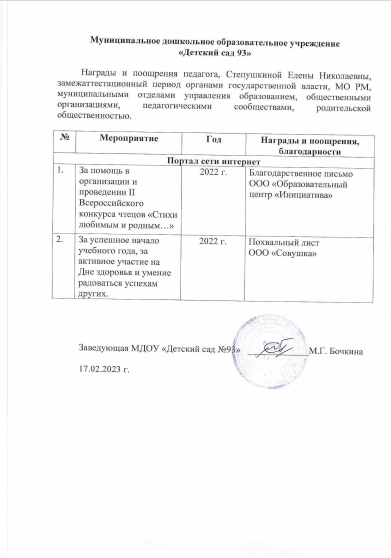 Муниципальное дошкольное образовательное учреждение
«Детский сад 93»
Награды и поощрения педагога, Степушкиной Елены Николаевны,
замежаттестационный период органами государственной власти, МО РМ,
муниципальными отделами управления образованием, общественными
организациями, педагогическими сообществами, родительской
общественностью.
№ Мероприятие Год Награды и поощрения,
благодарности
Портал сети интернет
1. За помощь в 2022 г. Благодарственное письмо
организации и ООО «Образовательный
проведении II центр «Инициатива»
Всероссийского
конкурса чтецов «Стихи
любимым и родным…»
2. За успешное начало 2022 г. Похвальный лист
учебного года, за ООО «Совушка»
активное участие на
Дне здоровья и умение
радоваться успехам
других.
Заведующая МДОУ «Детский сад №93» М.Г. Бочкина
17.02.2023 г.